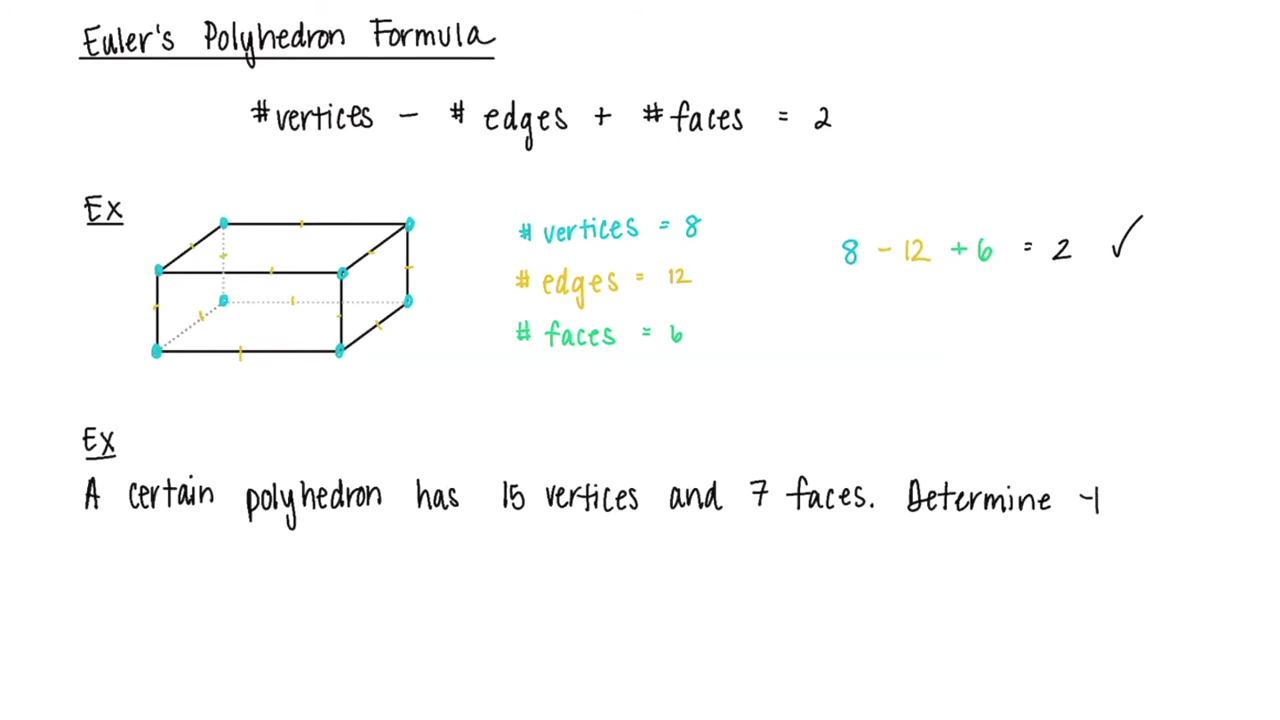 Euler's Polyhedron Formula
#vertices - # edges + #faces = 2
Ex
# vertices = 8
# edges = 12
# faces = 6
8 - 12 + 6 = 2 ✓
Ex
A certain polyhedron has 15 vertices and 7 faces. Determine